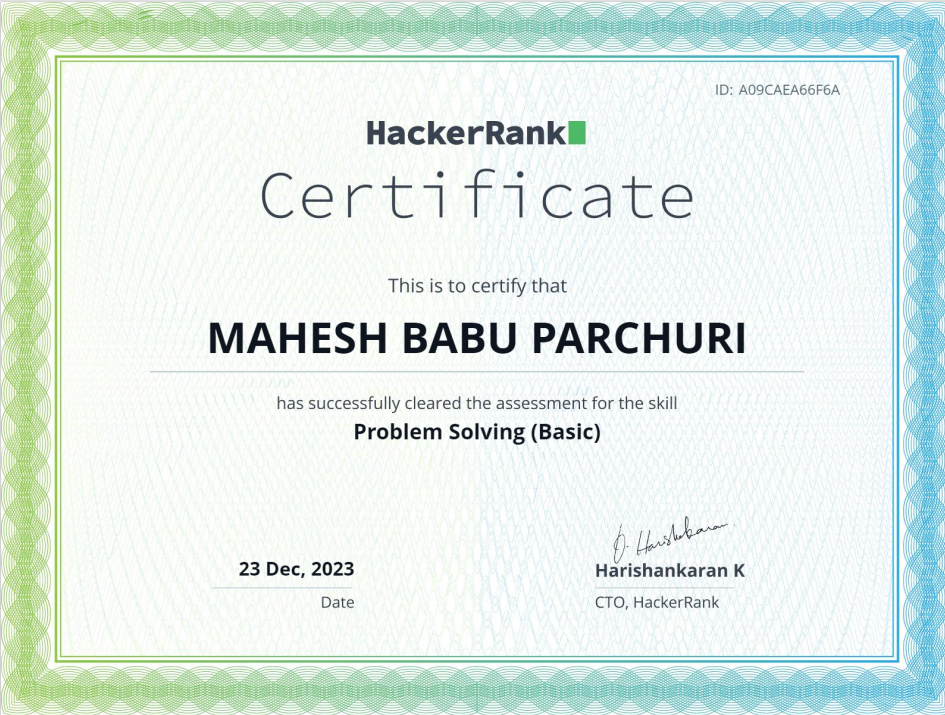 ID: A09CAEA66F6A
HackerRank
Certificate
This is to certify that
MAHESH BABU PARCHURI
has successfully cleared the assessment for the skill
Problem Solving (Basic)
23 Dec, 2023
Date
D. Harishankaran
Harishankaran K
CTO, HackerRank